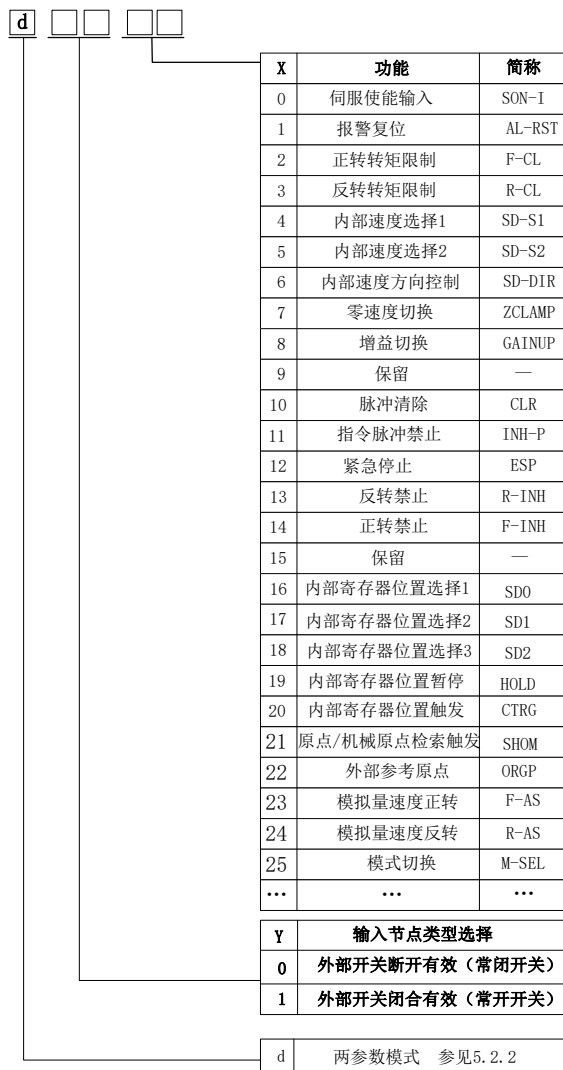 d
X 功能 简称
0 伺服使能输入 SON-I
1 报警复位 AL-RST
2 正转转矩限制 F-CL
3 反转转矩限制 R-CL
4 内部速度选择1 SD-S1
5 内部速度选择2 SD-S2
6 内部速度方向控制 SD-DIR
7 零速度切换 ZCLAMP
8 增益切换 GAINUP
9 保留 —
10 脉冲清除 CLR
11 指令脉冲禁止 INH-P
12 紧急停止 ESP
13 反转禁止 R-INH
14 正转禁止 F-INH
15 保留 —
16 内部寄存器位置选择1 SD0
17 内部寄存器位置选择2 SD1
18 内部寄存器位置选择3 SD2
19 内部寄存器位置暂停 HOLD
20 内部寄存器位置触发 CTRG
21 原点/机械原点检索触发 SHOM
22 外部参考原点 ORGP
23 模拟量速度正转 F-AS
24 模拟量速度反转 R-AS
25 模式切换 M-SEL
… … …
Y 输入节点类型选择
0 外部开关断开有效（常闭开关）
1 外部开关闭合有效（常开开关）
d 两参数模式 参见5.2.2